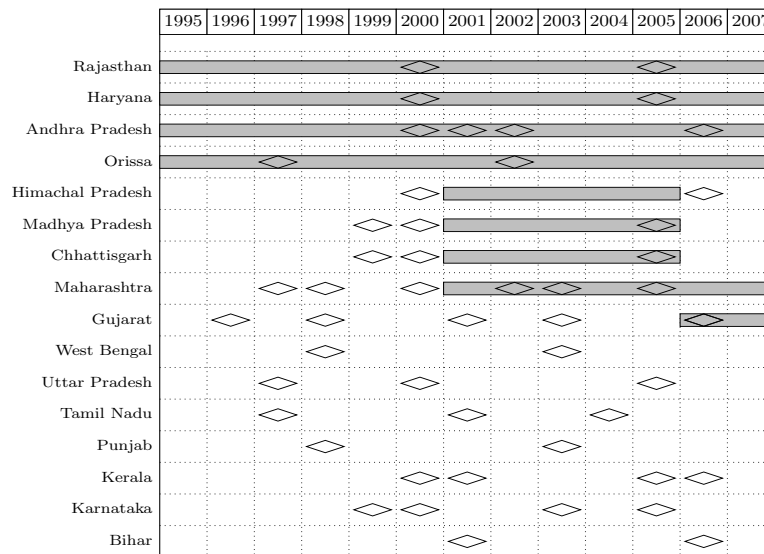 1995 1996 1997 1998 1999 2000 2001 2002 2003 2004 2005 2006 2007
Rajasthan
Haryana
Andhra Pradesh
Orissa
Himachal Pradesh
Madhya Pradesh
Chhattisgarh
Maharashtra
Gujarat
West Bengal
Uttar Pradesh
Tamil Nadu
Punjab
Kerala
Karnataka
Bihar